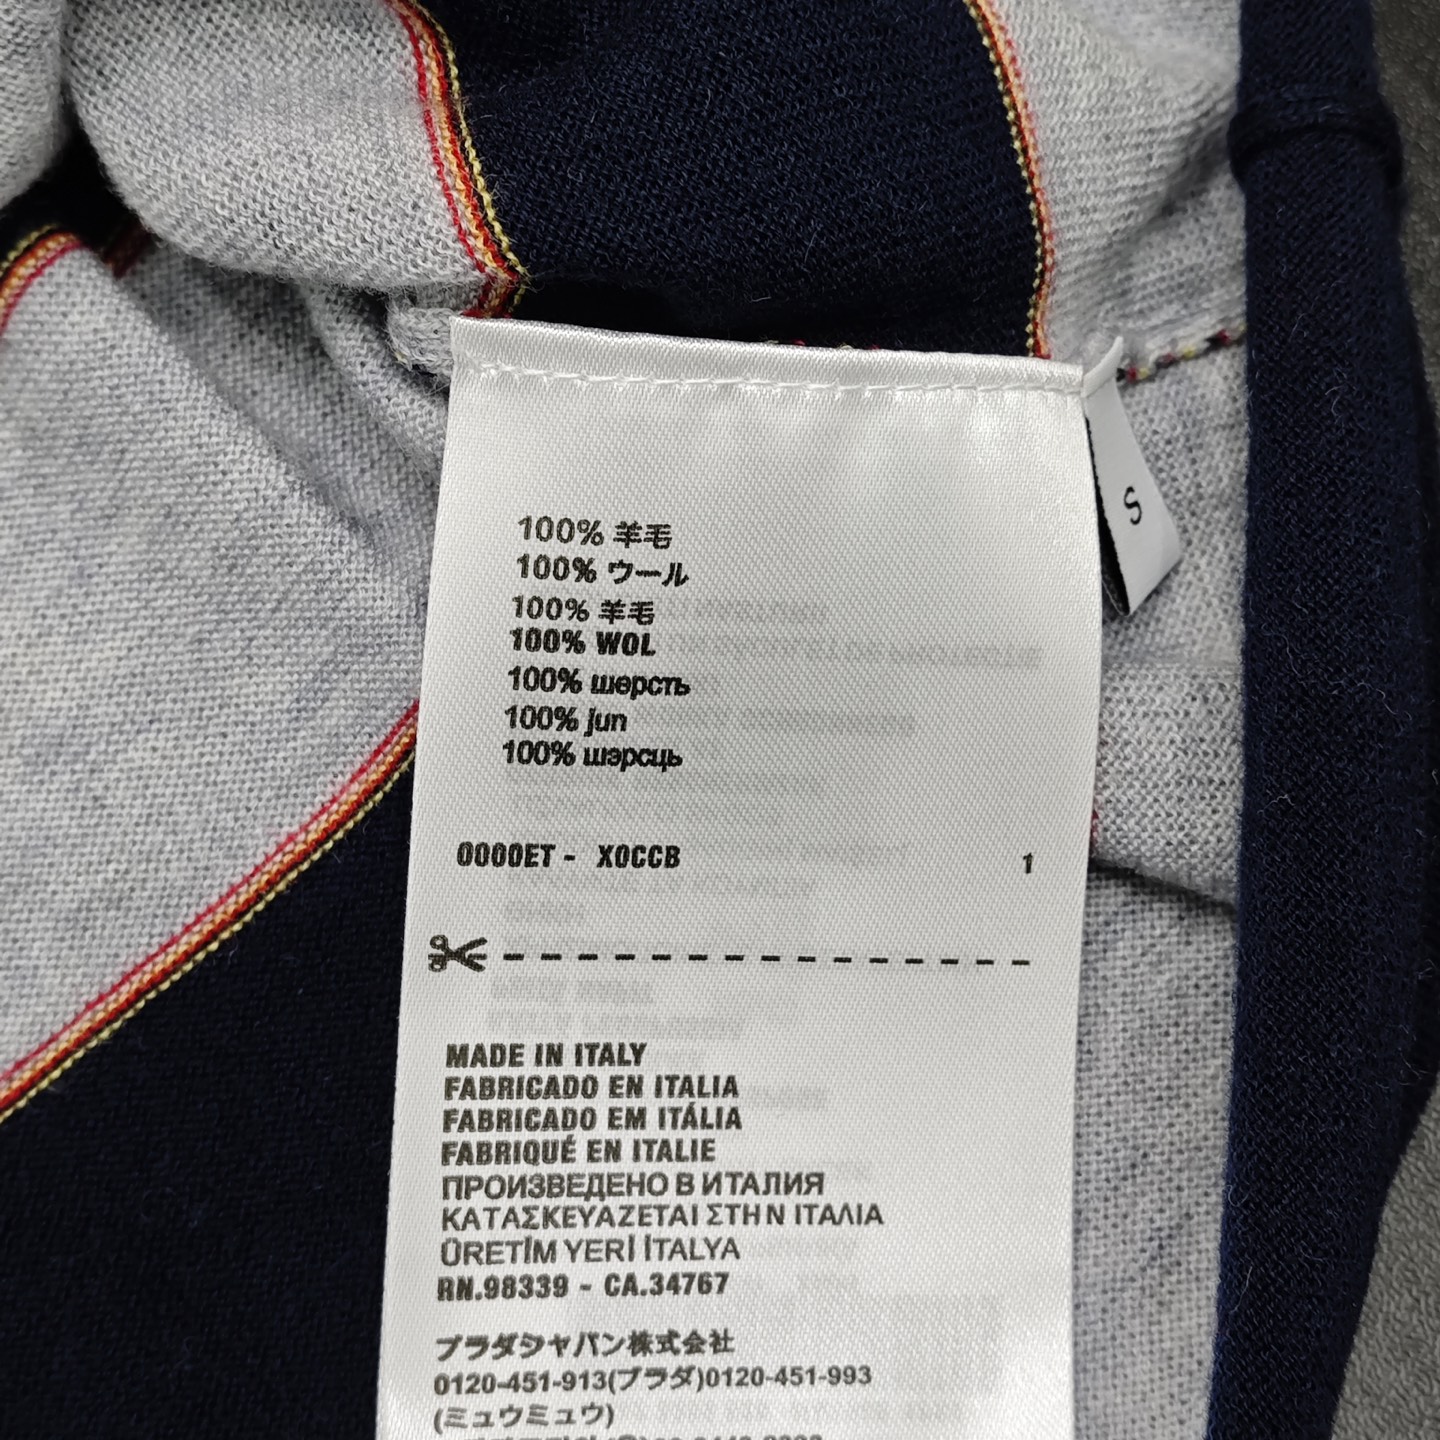 100% 羊毛
100% ウール
100% 羊毛
100% WOL
100% шерсть
100% jun
100% шэрсць
S
0000ET - X0CCB 1
MADE IN ITALY
FABRICADO EN ITALIA
FABRICADO EM ITÁLIA
FABRIQUÉ EN ITALIE
ПРОИЗВЕДЕНО В ИТАЛИЯ
ΚΑΤΑΣΚΕΥΑΖΕΤΑΙ ΣΤΗ Ν ΙΤΑΛΙΑ
ÜRETİM YERİ İTALYA
RN.98339 - CA.34767
プラダジャパン株式会社
0120-451-913(プラダ)0120-451-993
(ミュウミュウ)